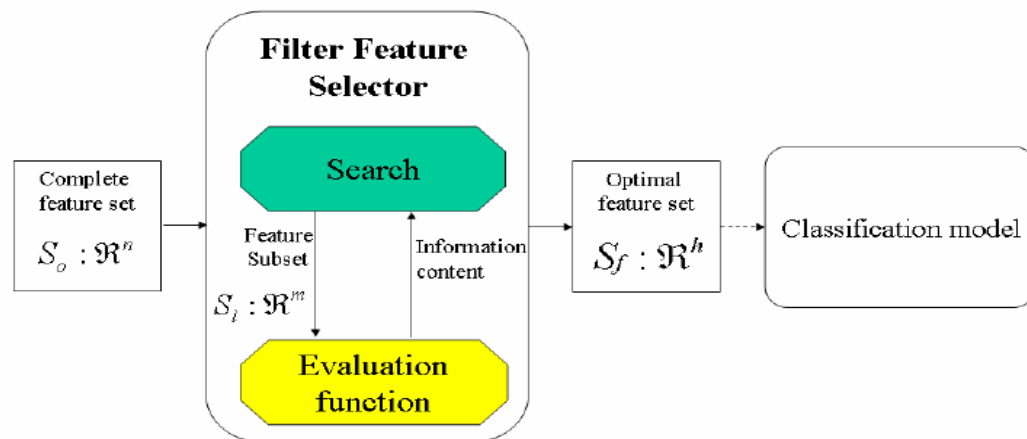 Filter Feature
Selector
Search
Complete
feature set
S_o : ℜ^n
Feature
Subset
S_i : ℜ^m
Information
content
Evaluation
function
Optimal
feature set
S_f : ℜ^h
Classification model